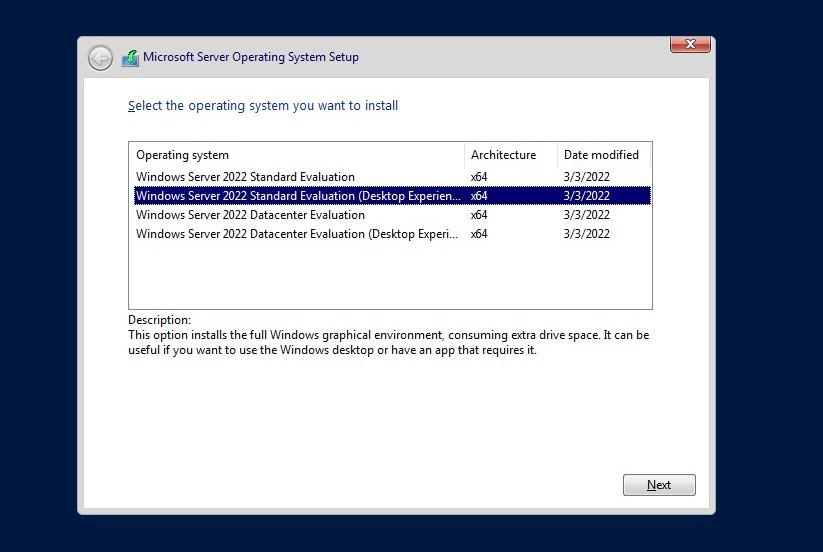 Microsoft Server Operating System Setup
Select the operating system you want to install
Operating system Architecture Date modified
Windows Server 2022 Standard Evaluation x64 3/3/2022
Windows Server 2022 Standard Evaluation (Desktop Experien... x64 3/3/2022
Windows Server 2022 Datacenter Evaluation x64 3/3/2022
Windows Server 2022 Datacenter Evaluation (Desktop Experi... x64 3/3/2022
Description:
This option installs the full Windows graphical environment, consuming extra drive space. It can be
useful if you want to use the Windows desktop or have an app that requires it.
Next